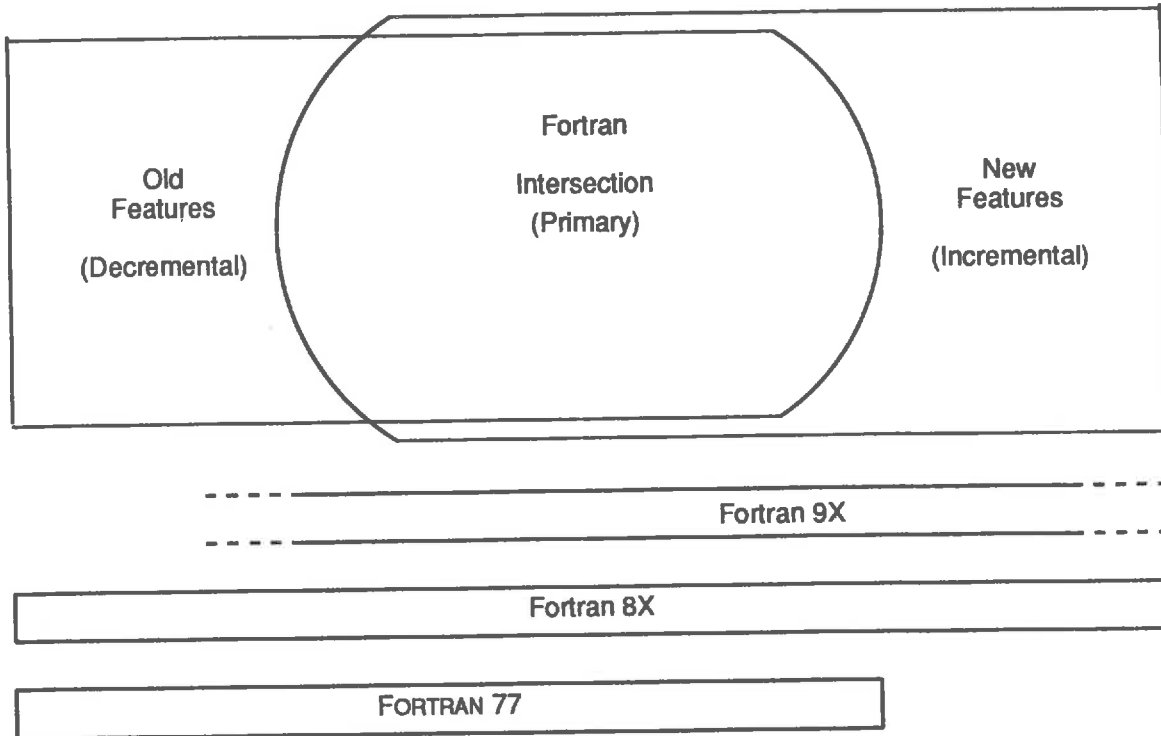 Old
Features
(Decremental)
Fortran
Intersection
(Primary)
New
Features
(Incremental)
Fortran 9X
Fortran 8X
FORTRAN 77